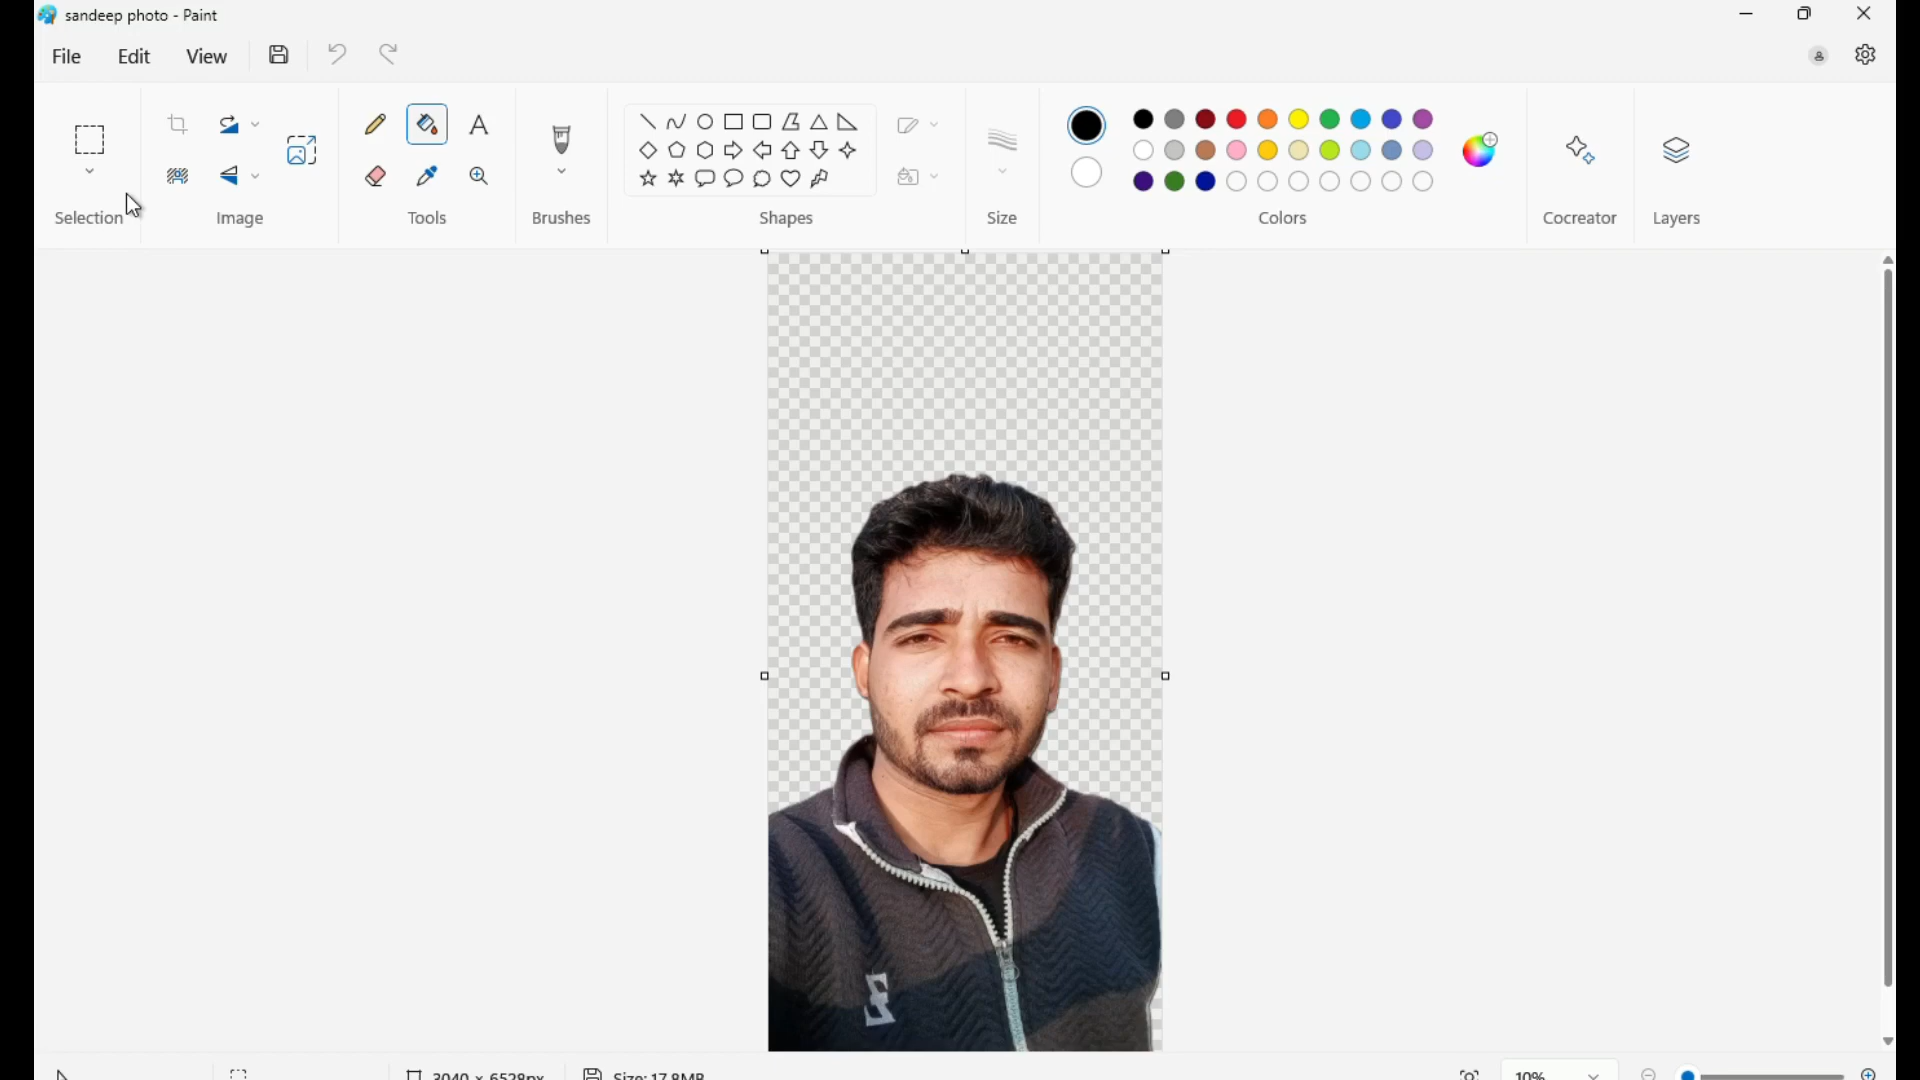 sandeep photo - Paint
File Edit View
Selection Image Tools Brushes Shapes Size Colors Cocreator Layers
3040 × 6528px Size: 17.8MB 10%